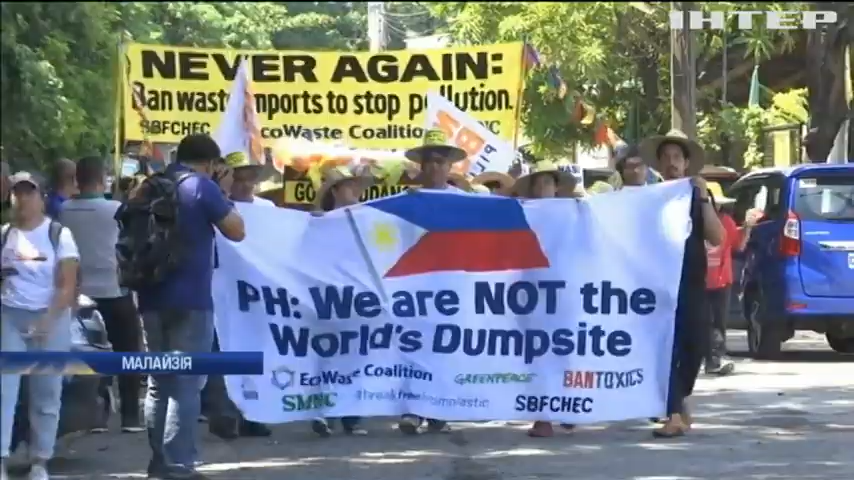 ІНТЕР
NEVER AGAIN:
Ban waste imports to stop pollution.
SBFCHEC EcoWaste Coalition
PH: We are NOT the
World's Dumpsite
EcoWaste Coalition GREENPEACE BANTOXICS
SMNC #breakfreefromplastic SBFCHEC
МАЛАЙЗІЯ